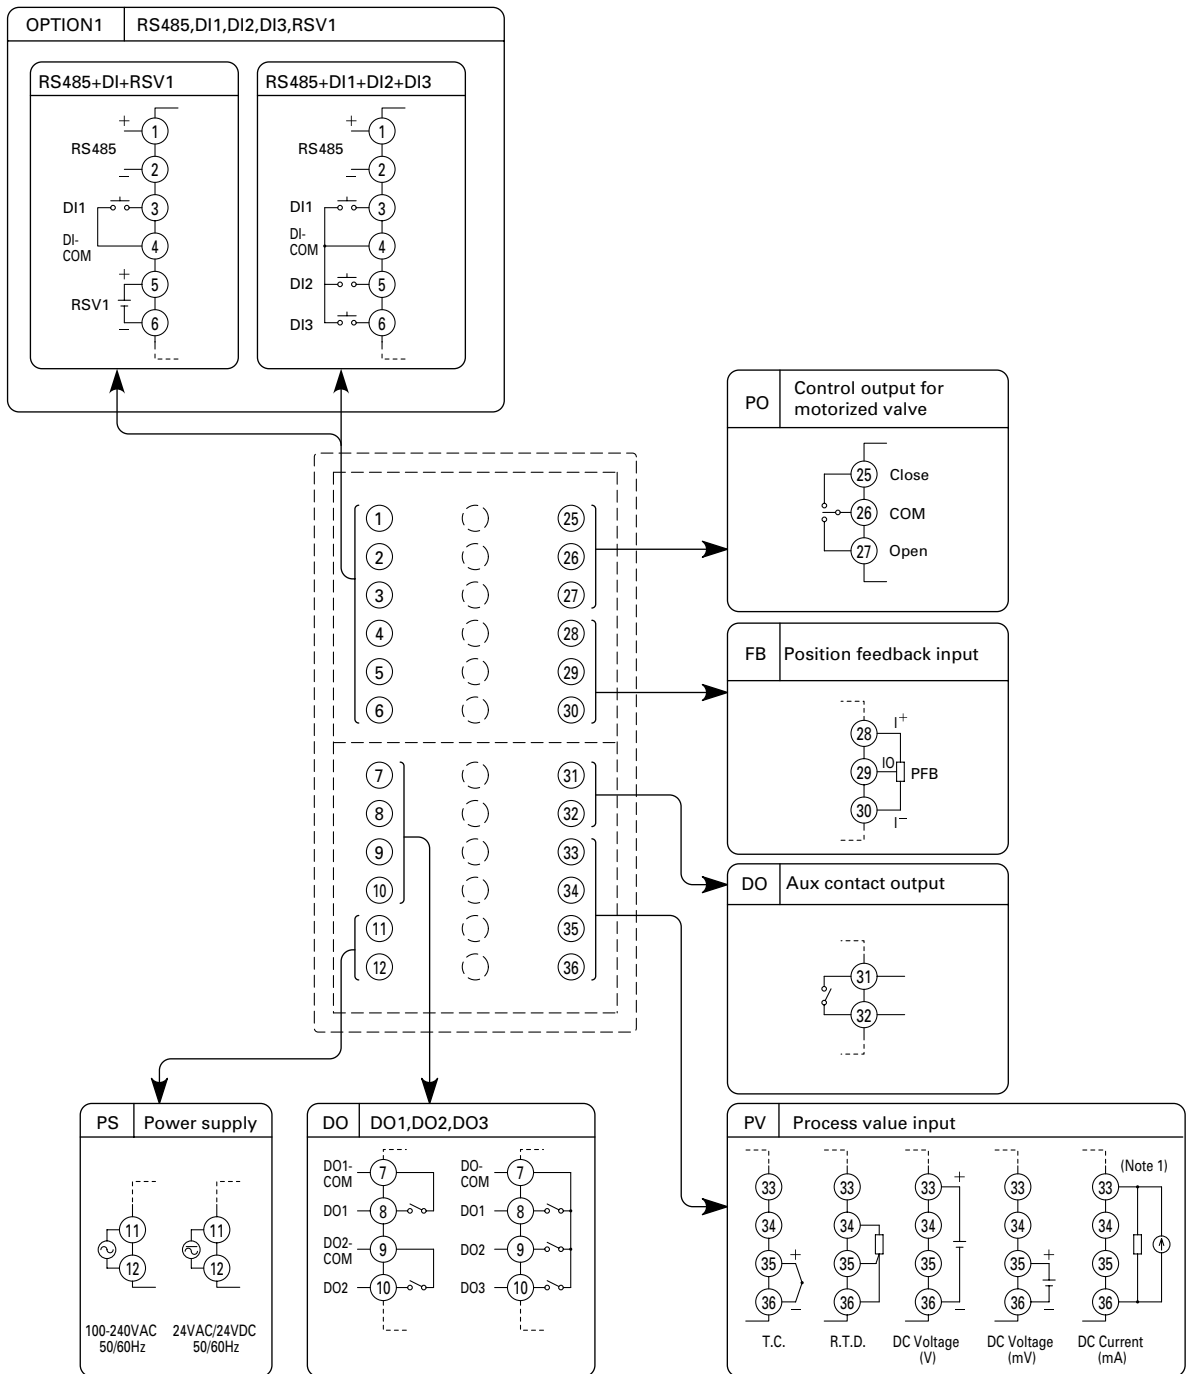 OPTION1 RS485,DI1,DI2,DI3,RSV1
RS485+DI+RSV1
+
RS485
−
DI1
DI-
COM
+
RSV1
−
1
2
3
4
5
6
RS485+DI1+DI2+DI3
+
RS485
−
DI1
DI-
COM
DI2
DI3
1
2
3
4
5
6
1 25
2 26
3 27
4 28
5 29
6 30
7 31
8 32
9 33
10 34
11 35
12 36
PO Control output for
motorized valve
25 Close
26 COM
27 Open
FB Position feedback input
28 I+
29 IO PFB
30 I−
DO Aux contact output
31
32
PS Power supply
11
12
100-240VAC
50/60Hz
11
12
24VAC/24VDC
50/60Hz
DO DO1,DO2,DO3
DO1-
COM 7
DO1 8
DO2-
COM 9
DO2 10
DO-
COM 7
DO1 8
DO2 9
DO3 10
PV Process value input
33
34
35 +
36 −
T.C.
33
34
35
36
R.T.D.
33 +
34
35
36 −
DC Voltage
(V)
33
34
35 +
36 −
DC Voltage
(mV)
(Note 1)
33
34
35
36
DC Current
(mA)